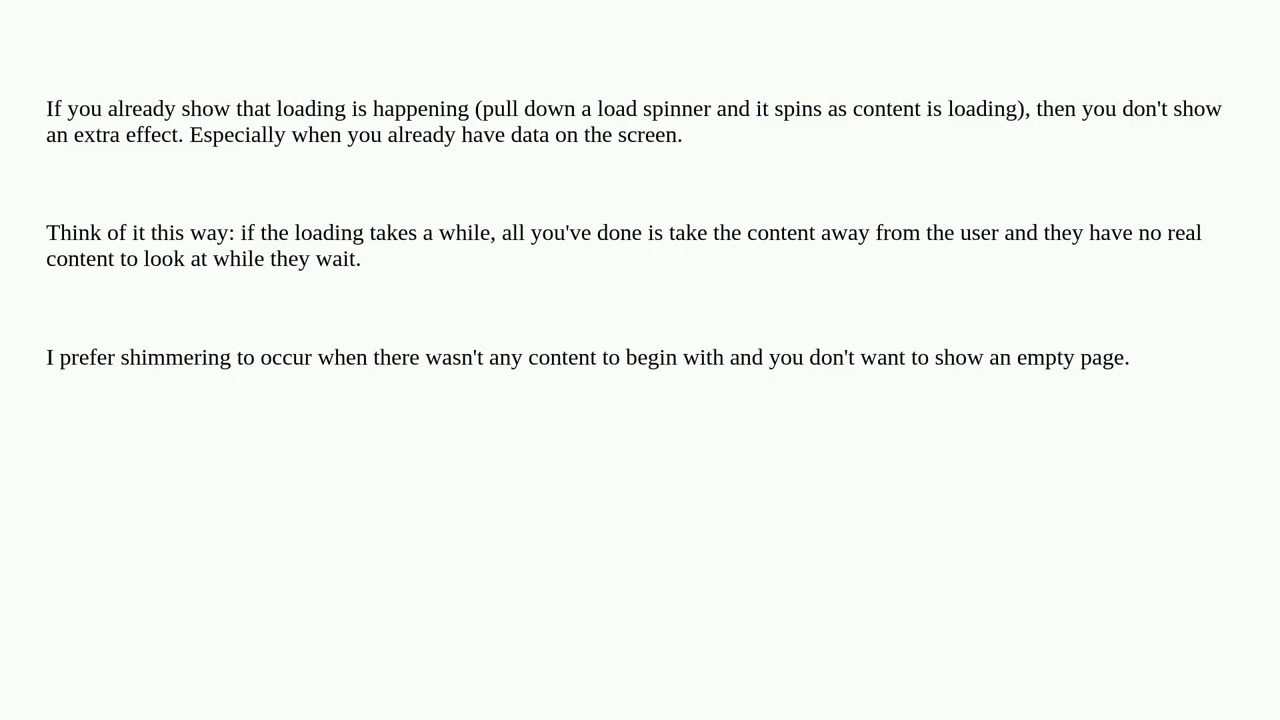 If you already show that loading is happening (pull down a load spinner and it spins as content is loading), then you don't show
an extra effect. Especially when you already have data on the screen.
Think of it this way: if the loading takes a while, all you've done is take the content away from the user and they have no real
content to look at while they wait.
I prefer shimmering to occur when there wasn't any content to begin with and you don't want to show an empty page.